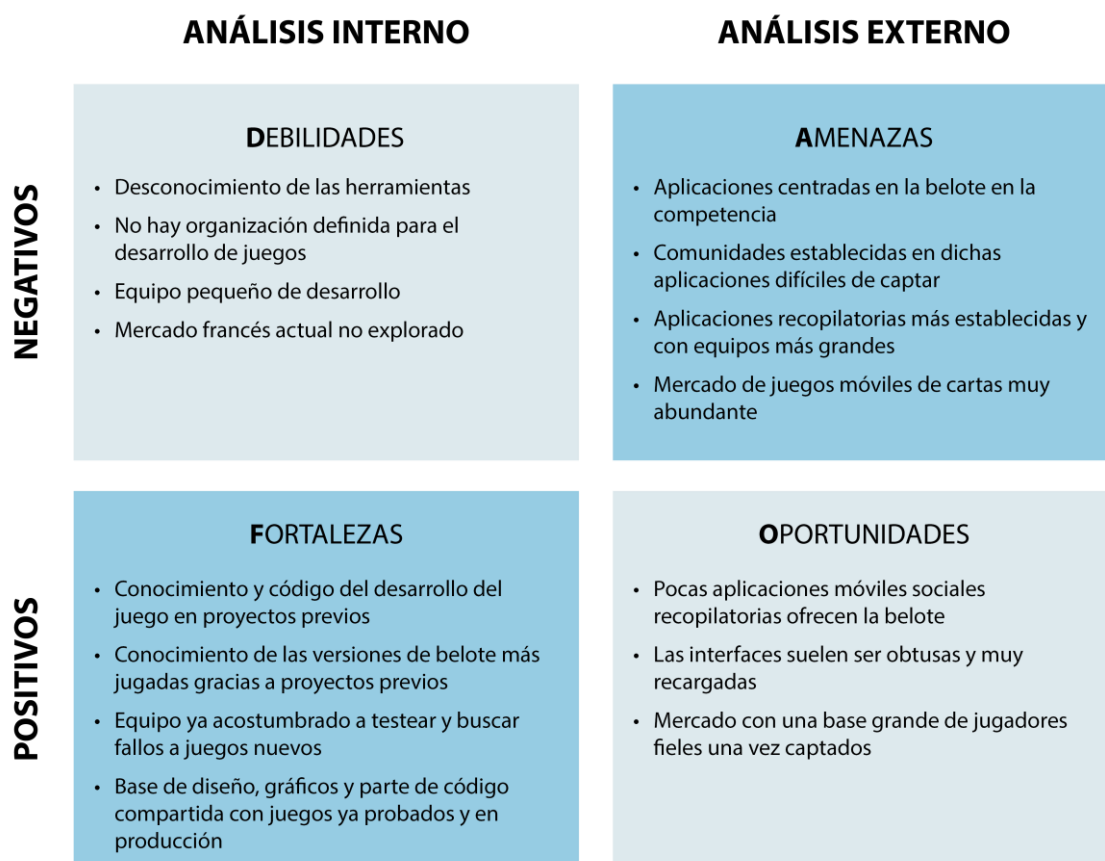 ANÁLISIS INTERNO
ANÁLISIS EXTERNO
NEGATIVOS
DEBILIDADES
• Desconocimiento de las herramientas
• No hay organización definida para el
desarrollo de juegos
• Equipo pequeño de desarrollo
• Mercado francés actual no explorado
AMENAZAS
• Aplicaciones centradas en la belote en la
competencia
• Comunidades establecidas en dichas
aplicaciones difíciles de captar
• Aplicaciones recopilatorias más establecidas y
con equipos más grandes
• Mercado de juegos móviles de cartas muy
abundante
POSITIVOS
FORTALEZAS
• Conocimiento y código del desarrollo del
juego en proyectos previos
• Conocimiento de las versiones de belote más
jugadas gracias a proyectos previos
• Equipo ya acostumbrado a testear y buscar
fallos a juegos nuevos
• Base de diseño, gráficos y parte de código
compartida con juegos ya probados y en
producción
OPORTUNIDADES
• Pocas aplicaciones móviles sociales
recopilatorias ofrecen la belote
• Las interfaces suelen ser obtusas y muy
recargadas
• Mercado con una base grande de jugadores
fieles una vez captados